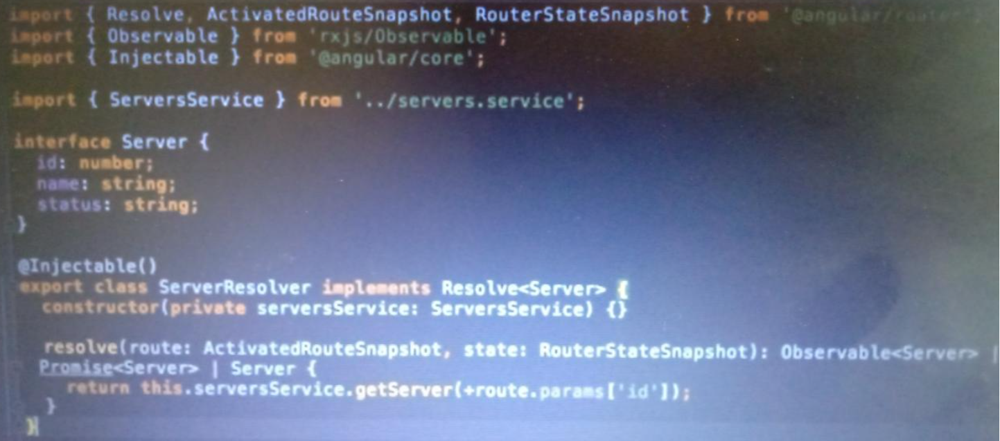 import { Resolve, ActivatedRouteSnapshot, RouterStateSnapshot } from '@angular/router';
import { Observable } from 'rxjs/Observable';
import { Injectable } from '@angular/core';

import { ServersService } from '../servers.service';

interface Server {
  id: number;
  name: string;
  status: string;
}

@Injectable()
export class ServerResolver implements Resolve<Server> {
  constructor(private serversService: ServersService) {}

  resolve(route: ActivatedRouteSnapshot, state: RouterStateSnapshot): Observable<Server> |
  Promise<Server> | Server {
    return this.serversService.getServer(+route.params['id']);
  }
}